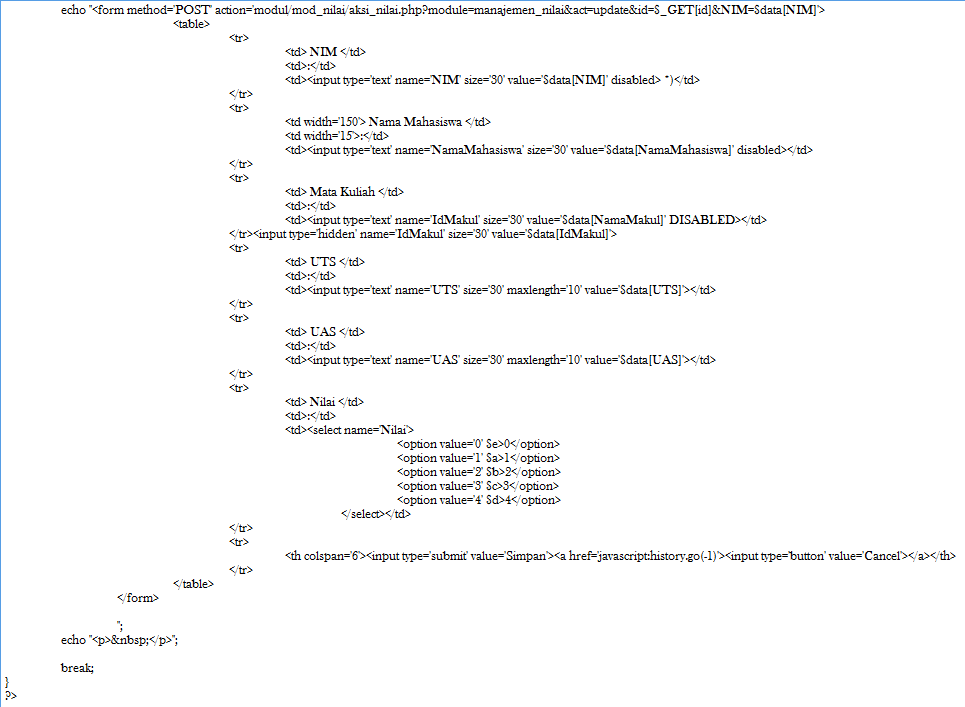 echo "<form method='POST' action='modul/mod_nilai/aksi_nilai.php?module=manajemen_nilai&act=update&id=$_GET[id]&NIM=$data[NIM]'>
<table>
<tr>
<td> NIM </td>
<td>:</td>
<td><input type='text' name='NIM' size='30' value='$data[NIM]' disabled> *)</td>
</tr>
<tr>
<td width='150'> Nama Mahasiswa </td>
<td width='15'>:</td>
<td><input type='text' name='NamaMahasiswa' size='30' value='$data[NamaMahasiswa]' disabled></td>
</tr>
<tr>
<td> Mata Kuliah </td>
<td>:</td>
<td><input type='text' name='IdMakul' size='30' value='$data[NamaMakul]' DISABLED></td>
</tr><input type='hidden' name='IdMakul' size='30' value='$data[IdMakul]'>
<tr>
<td> UTS </td>
<td>:</td>
<td><input type='text' name='UTS' size='30' maxlength='10' value='$data[UTS]'></td>
</tr>
<tr>
<td> UAS </td>
<td>:</td>
<td><input type='text' name='UAS' size='30' maxlength='10' value='$data[UAS]'></td>
</tr>
<tr>
<td> Nilai </td>
<td>:</td>
<td><select name='Nilai'>
<option value='0' $e>0</option>
<option value='1' $a>1</option>
<option value='2' $b>2</option>
<option value='3' $c>3</option>
<option value='4' $d>4</option>
</select></td>
</tr>
<tr>
<th colspan='6'><input type='submit' value='Simpan'><a href='javascript:history.go(-1)'><input type='button' value='Cancel'></a></th>
</tr>
</table>
</form>
";
echo "<p>&nbsp;</p>";
break;
}
?>